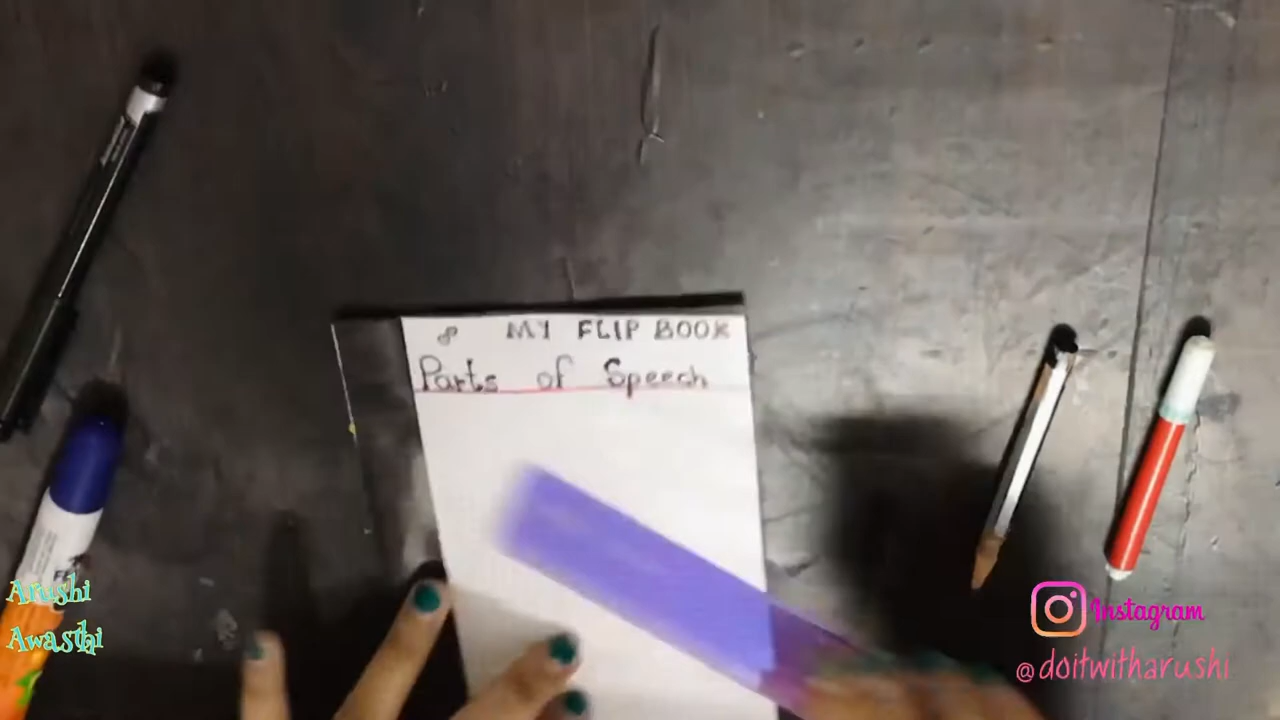 MY FLIP BOOK
Parts of Speech
Arushi
Awasthi
Instagram
@doitwitharushi